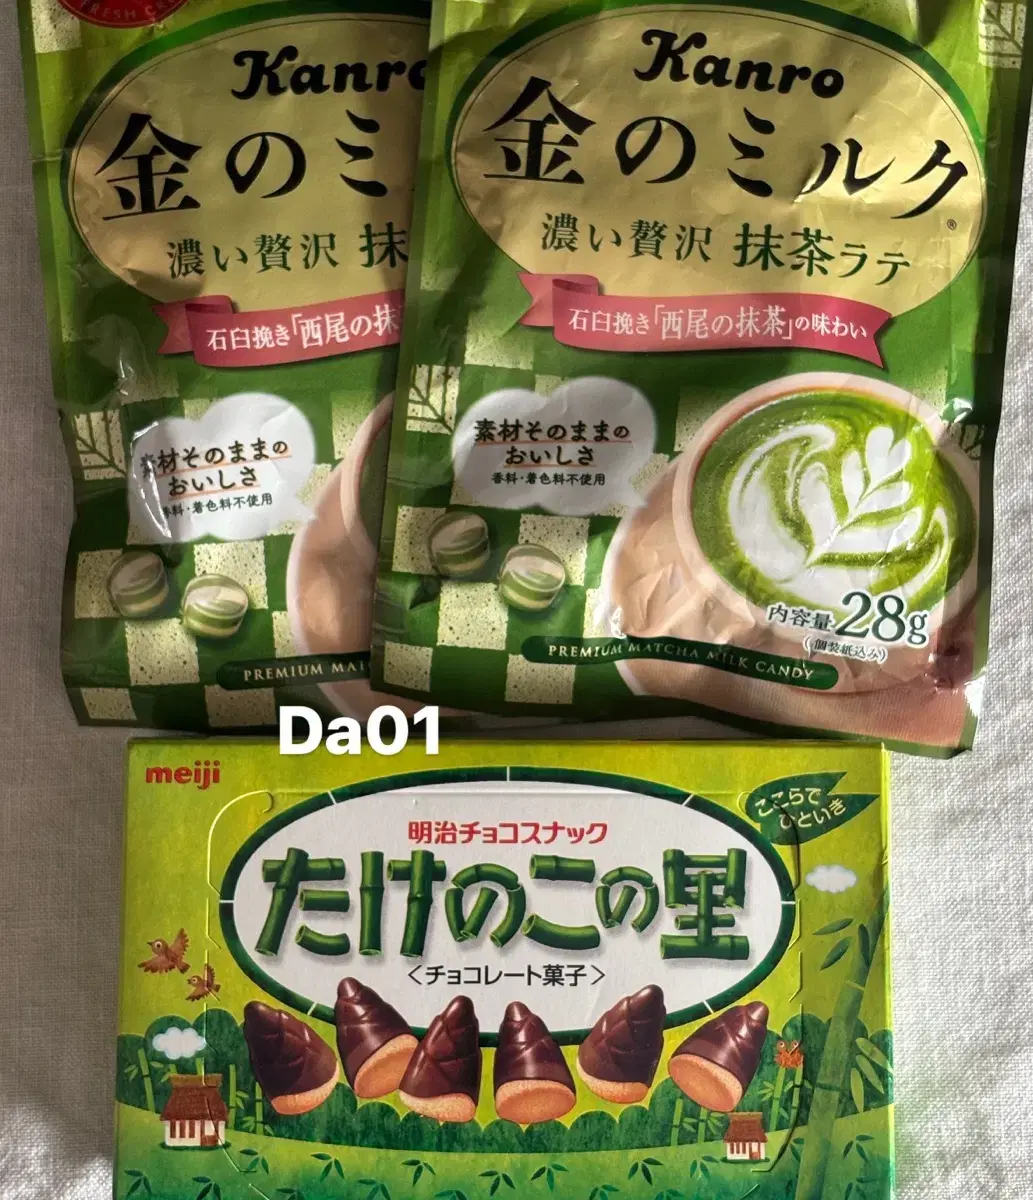 FRESH CR
Kanro
金のミ
濃い贅沢 抹
石臼挽き「西尾の抹
素材そのままの
おいしさ
香料・着色料不使用
PREMIUM MAT
Kanro
金のミルク®
濃い贅沢 抹茶ラテ
石臼挽き「西尾の抹茶」の味わい
素材そのままの
おいしさ
香料・着色料不使用
内容量28g
(個装紙込み)
PREMIUM MATCHA MILK CANDY
Da01
meiji
ここらで
ひといき
明治チョコスナック
たけのこの里
〈チョコレート菓子〉